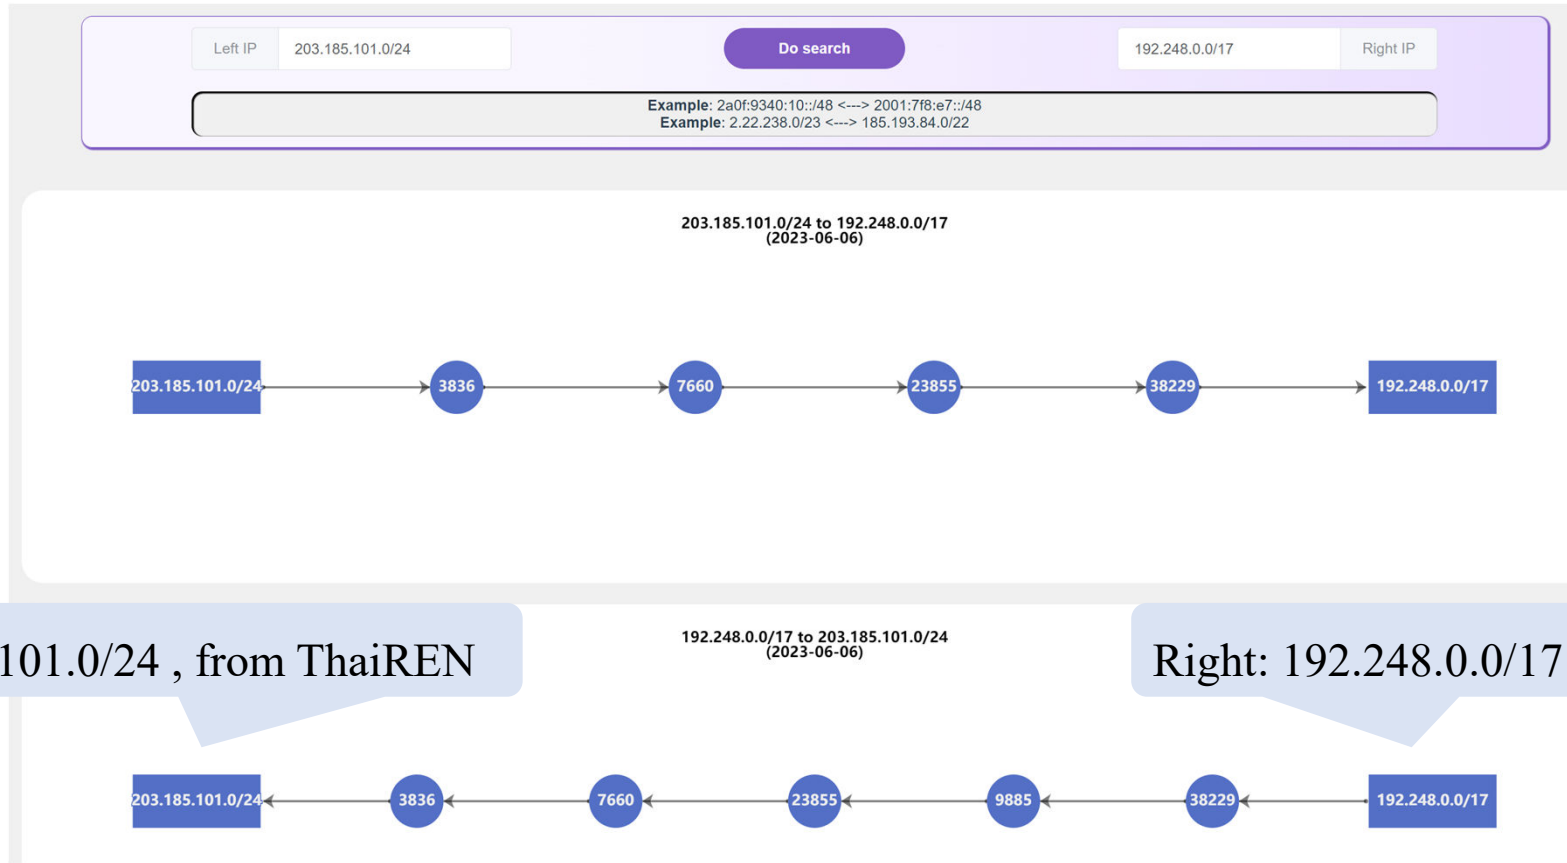 Left IP 203.185.101.0/24 Do search 192.248.0.0/17 Right IP
Example: 2a0f:9340:10::/48 <---> 2001:7f8:e7::/48
Example: 2.22.238.0/23 <---> 185.193.84.0/22
203.185.101.0/24 to 192.248.0.0/17
(2023-06-06)
203.185.101.0/24 3836 7660 23855 38229 192.248.0.0/17
192.248.0.0/17 to 203.185.101.0/24
(2023-06-06)
101.0/24 , from ThaiREN
Right: 192.248.0.0/17
203.185.101.0/24 3836 7660 23855 9885 38229 192.248.0.0/17